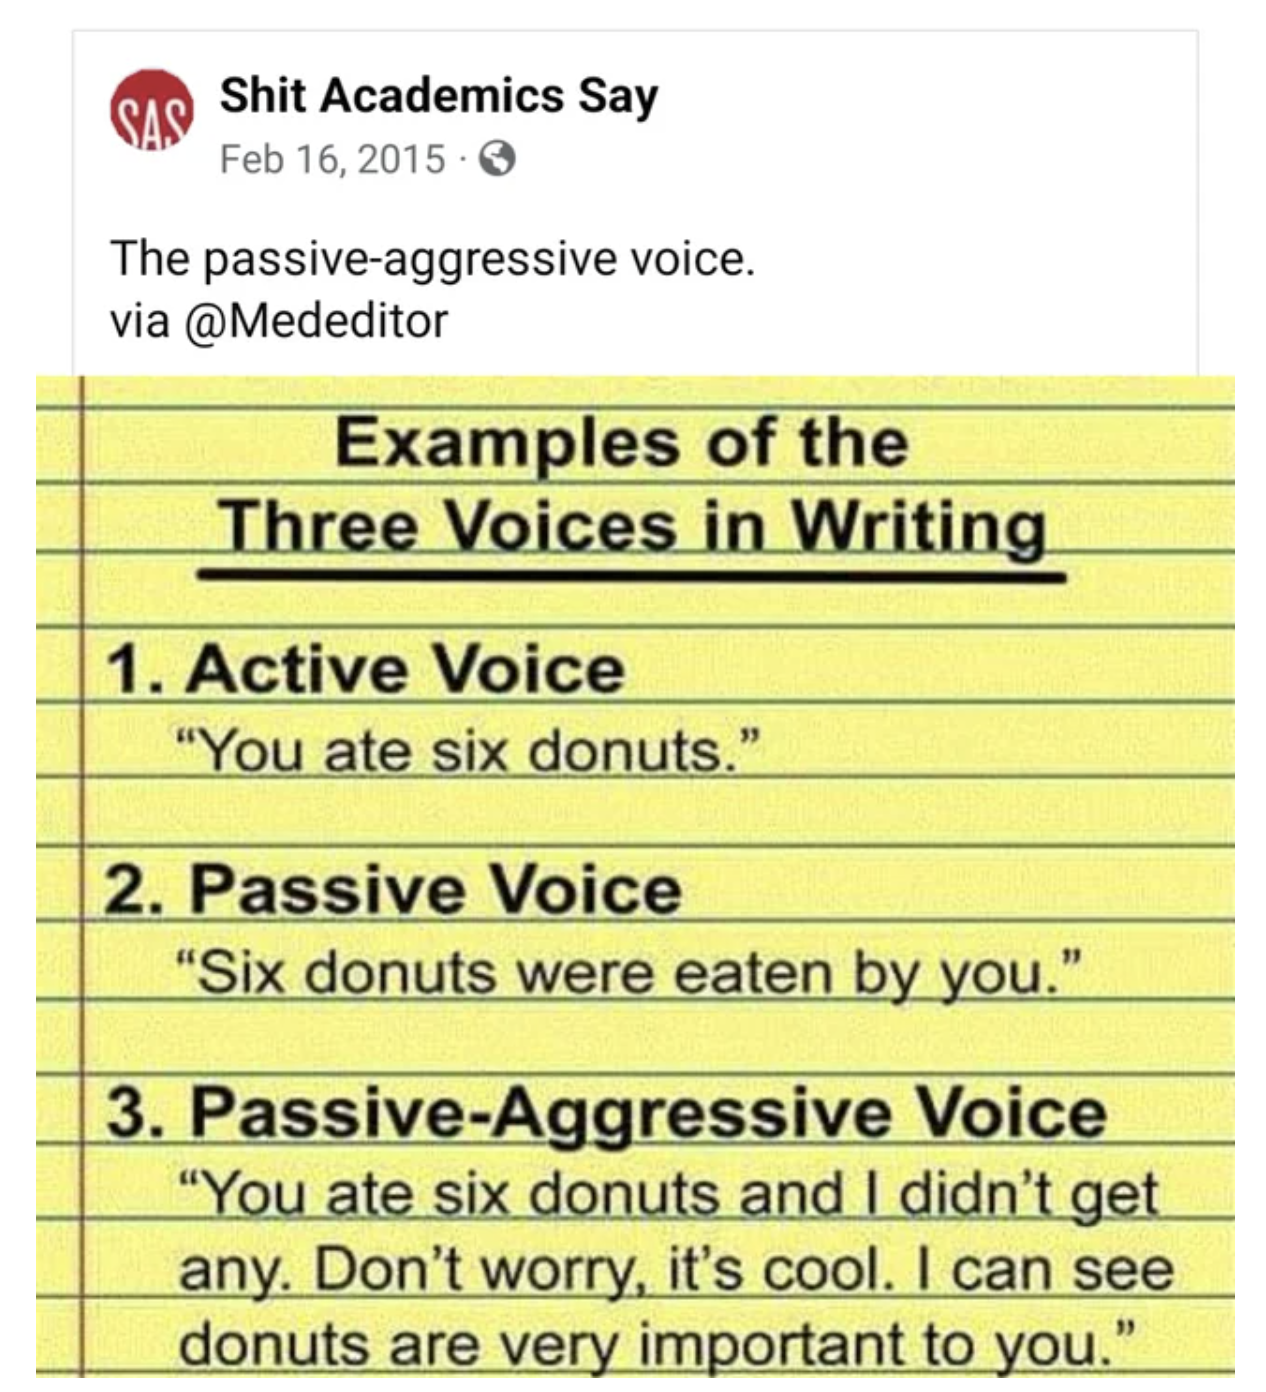 SAS
Shit Academics Say
Feb 16, 2015 ·
The passive-aggressive voice.
via @Mededitor
Examples of the
Three Voices in Writing
1. Active Voice
“You ate six donuts.”
2. Passive Voice
“Six donuts were eaten by you.”
3. Passive-Aggressive Voice
“You ate six donuts and I didn’t get
any. Don’t worry, it’s cool. I can see
donuts are very important to you.”